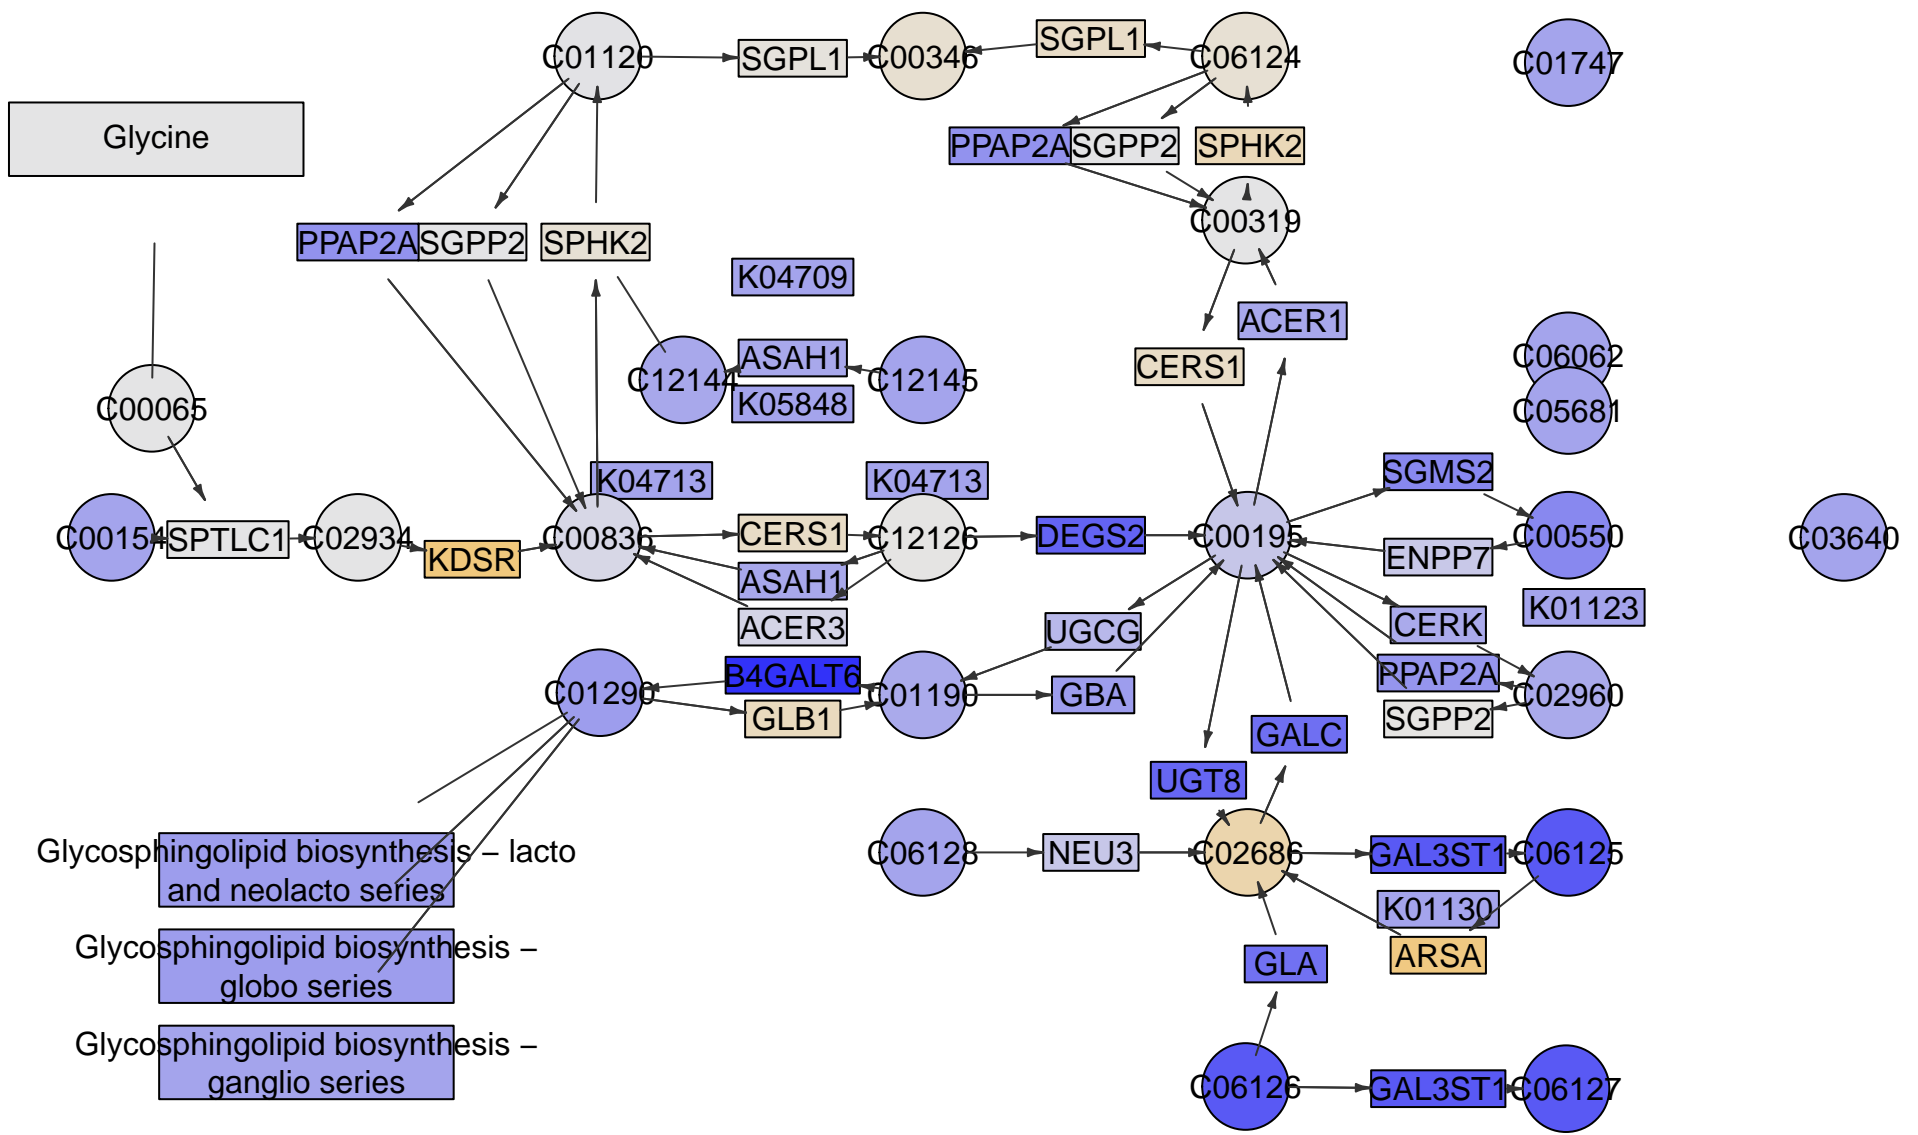 C01120
SGPL1
C00346
SGPL1
C06124
C01747
Glycine
PPAP2A
SGPP2
SPHK2
C00319
PPAP2A
SGPP2
SPHK2
K04709
ACER1
C12144
ASAH1
C12145
CERS1
C06062
K05848
C05681
C00065
K04713
K04713
SGMS2
C00154
SPTLC1
C02934
KDSR
C00836
CERS1
C12126
DEGS2
C00195
ENPP7
C00550
C03640
ASAH1
ACER3
UGCG
CERK
K01123
C01290
B4GALT6
GLB1
C01190
GBA
PPAP2A
SGPP2
C02960
GALC
UGT8
Glycosphingolipid biosynthesis – lacto
and neolacto series
C06128
NEU3
C02686
GAL3ST1
C06125
K01130
Glycosphingolipid biosynthesis –
globo series
GLA
ARSA
Glycosphingolipid biosynthesis –
ganglio series
C06126
GAL3ST1
C06127